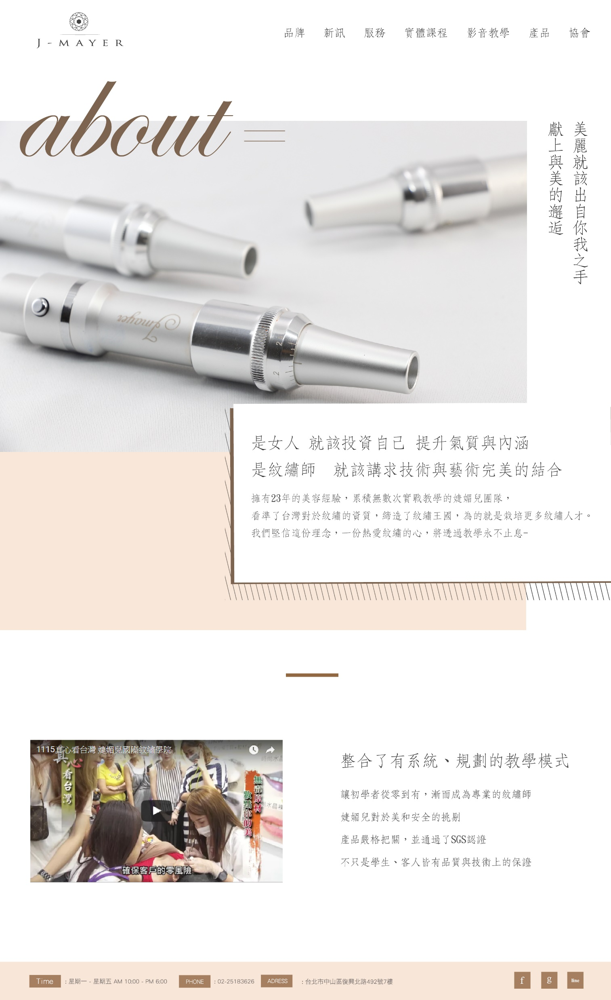 J - MAYER
品牌 新訊 服務 實體課程 影音教學 產品 協會
about
美麗就該出自你我之手
獻上與美的邂逅
Jmayer
2
2
是女人 就該投資自己 提升氣質與內涵
是紋繡師 就該講求技術與藝術完美的結合
擁有23年的美容經驗，累積無數次實戰教學的婕媚兒團隊，
看準了台灣對於紋繡的資質，締造了紋繡王國，為的就是栽培更多紋繡人才。
我們堅信這份理念，一份熱愛紋繡的心，將透過教學永不止息-
1115真心看台灣 婕媚兒國際紋繡學院
真心看台灣
時尚水晶
無毒原材
妝點你的美
尚水晶裸
確保客戶的零風險
整合了有系統、規劃的教學模式
讓初學者從零到有，漸而成為專業的紋繡師
婕媚兒對於美和安全的挑剔
產品嚴格把關，並通過了SGS認證
不只是學生、客人皆有品質與技術上的保證
Time : 星期一 - 星期五 AM 10:00 - PM 6:00 PHONE : 02-25183626 ADRESS : 台北市中山區復興北路492號7樓
f g line